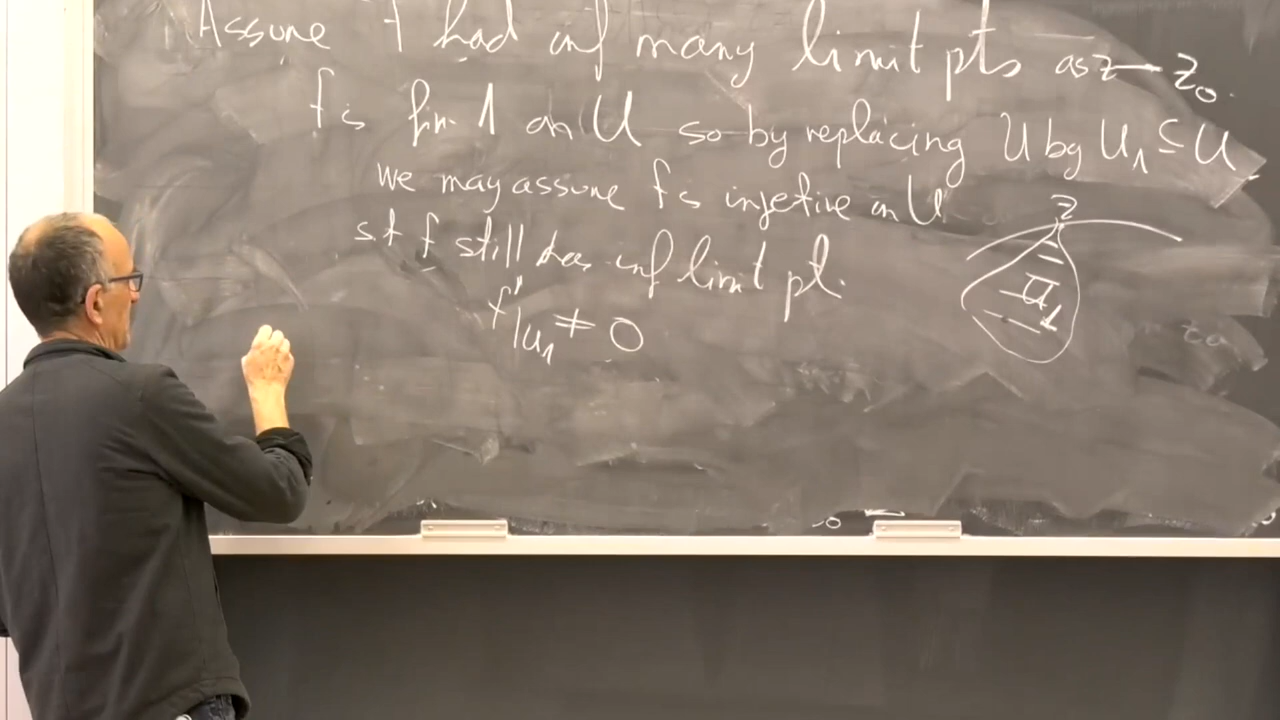 Assume f had inf many limit pts as z → z₀.
f is fin-1 on U so by replacing U by U₁ ⊆ U
we may assume f is injective on U
s.t f still has inf limit pt.
f'|U₁ ≠ 0
z
U₁